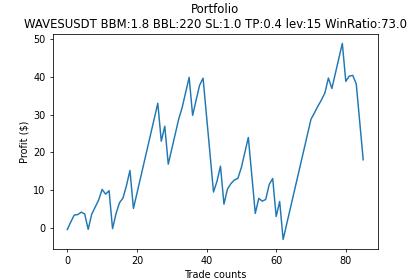 Portfolio
WAVESUSDT BBM:1.8 BBL:220 SL:1.0 TP:0.4 lev:15 WinRatio:73.0
Profit ($)
50
40
30
20
10
0
0 20 40 60 80
Trade counts